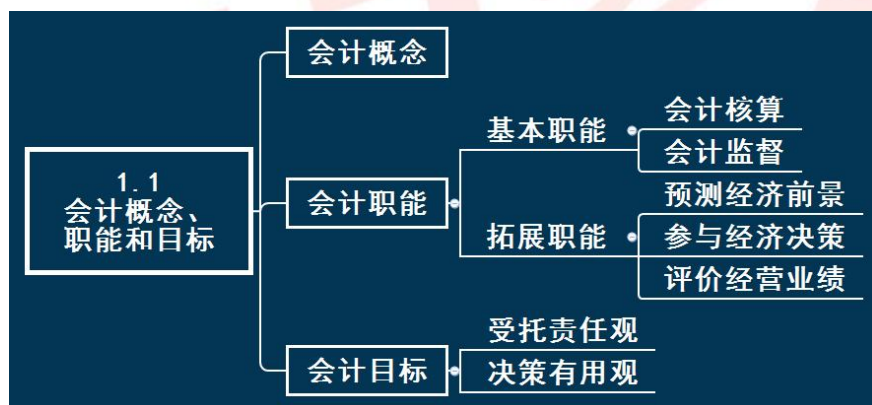 1.1
会计概念、
职能和目标
会计概念
会计职能
基本职能
会计核算
会计监督
拓展职能
预测经济前景
参与经济决策
评价经营业绩
会计目标
受托责任观
决策有用观